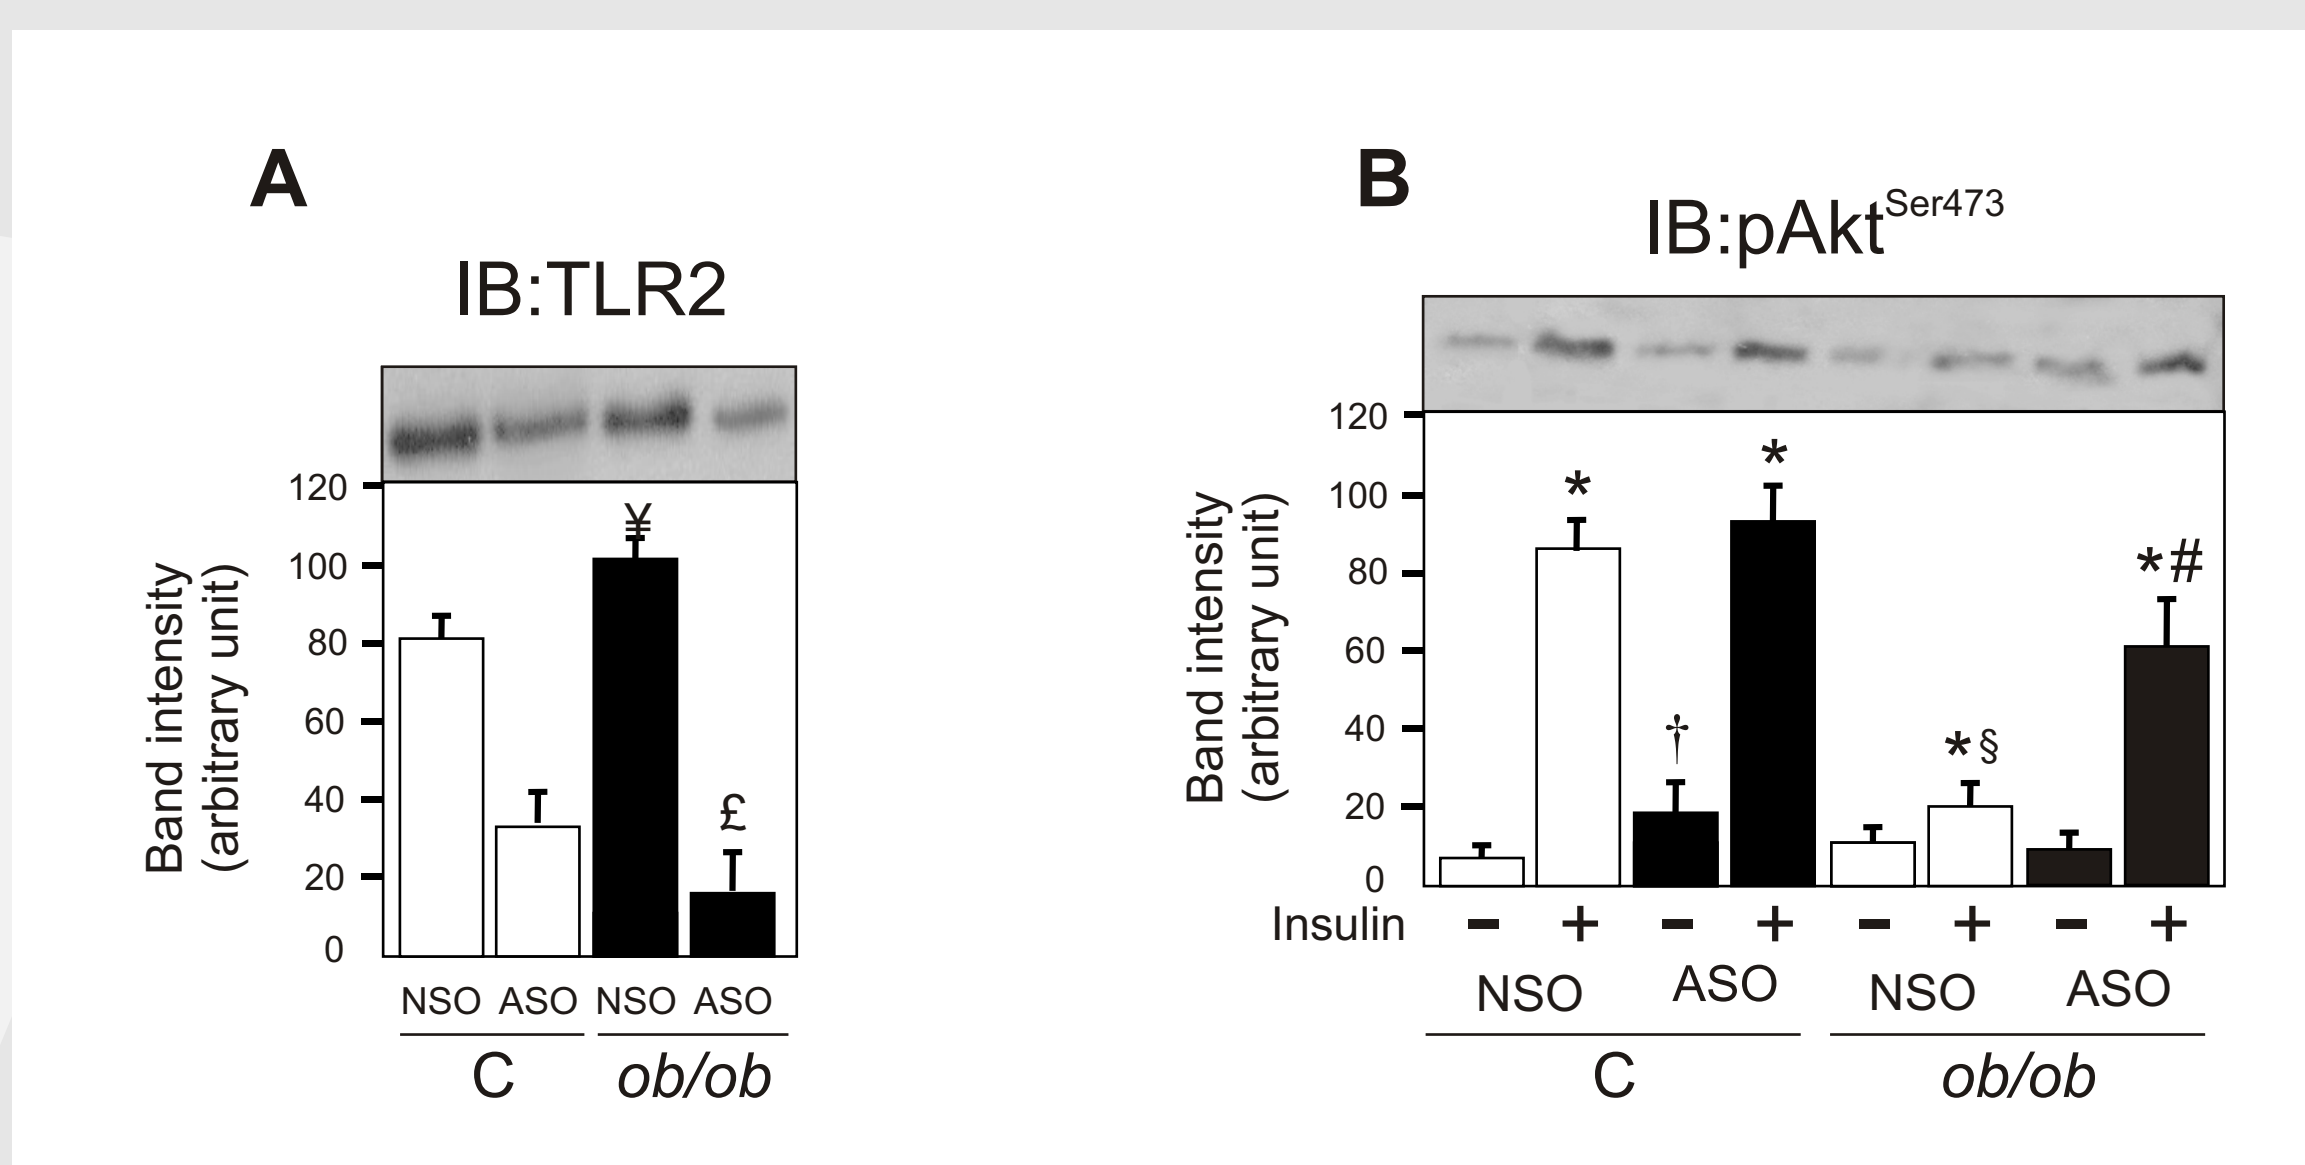 A
IB:TLR2
120
100
80
60
40
20
0
Band intensity
(arbitrary unit)
¥
£
NSO ASO NSO ASO
C ob/ob
B
IB:pAktSer473
120
100
80
60
40
20
0
Band intensity
(arbitrary unit)
*
†
*
*§
*#
Insulin − + − + − + − +
NSO ASO NSO ASO
C ob/ob